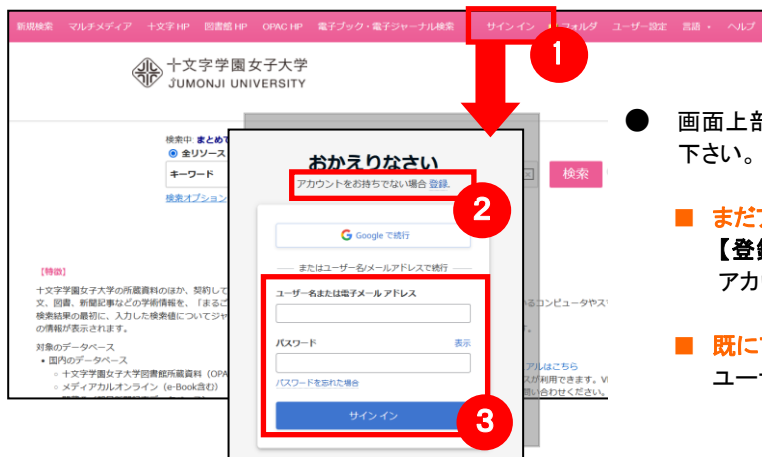 新規検索 マルチメディア 十文字 HP 図書館 HP OPAC HP 電子ブック・電子ジャーナル検索 サイン イン フォルダ ユーザー設定 言語 ヘルプ
1
十文字学園女子大学
JUMONJI UNIVERSITY
検索中: まとめて
全リソース
キーワード
検索
検索オプション
おかえりなさい
アカウントをお持ちでない場合 登録.
2
Google で続行
またはユーザー名/メールアドレスで続行
ユーザー名または電子メール アドレス
パスワード 表示
パスワードを忘れた場合
サイン イン
3
【特徴】
十文字学園女子大学の所蔵資料のほか、契約して
文、図書、新聞記事などの学術情報を、「まるご
検索結果の最初に、入力した検索値についてジャ
の情報が表示されます。
対象のデータベース
• 国内のデータベース
○ 十文字学園女子大学図書館所蔵資料（OPA
○ メディアカルオンライン（e-Book含む）
るコンピュータやス
す。
アルはこちら
スが利用できます。V
問い合わせください。
● 画面上部
下さい。
■ まだ
【登
アカ
■ 既に
ユー